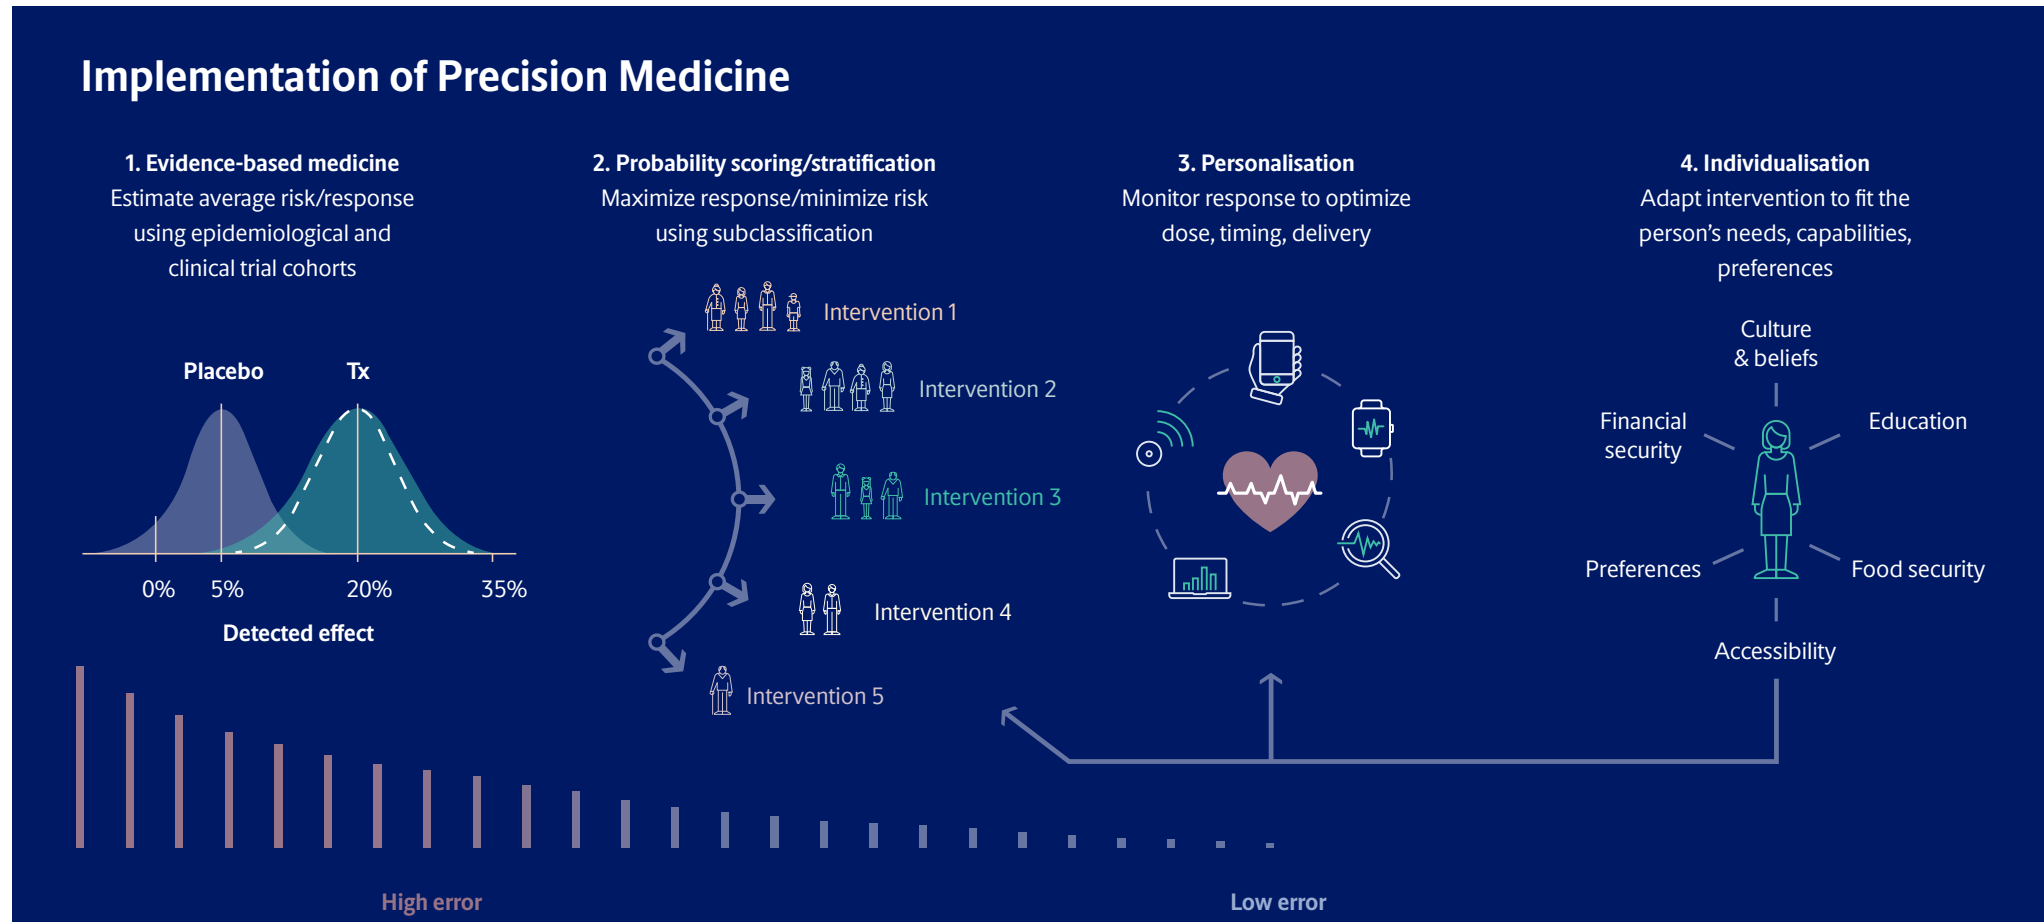 Implementation of Precision Medicine
1. Evidence-based medicine
Estimate average risk/response
using epidemiological and
clinical trial cohorts
Placebo
Tx
0%
5%
20%
35%
Detected effect
2. Probability scoring/stratification
Maximize response/minimize risk
using subclassification
Intervention 1
Intervention 2
Intervention 3
Intervention 4
Intervention 5
3. Personalisation
Monitor response to optimize
dose, timing, delivery
4. Individualisation
Adapt intervention to fit the
person’s needs, capabilities,
preferences
Culture
& beliefs
Financial
security
Education
Preferences
Food security
Accessibility
High error
Low error